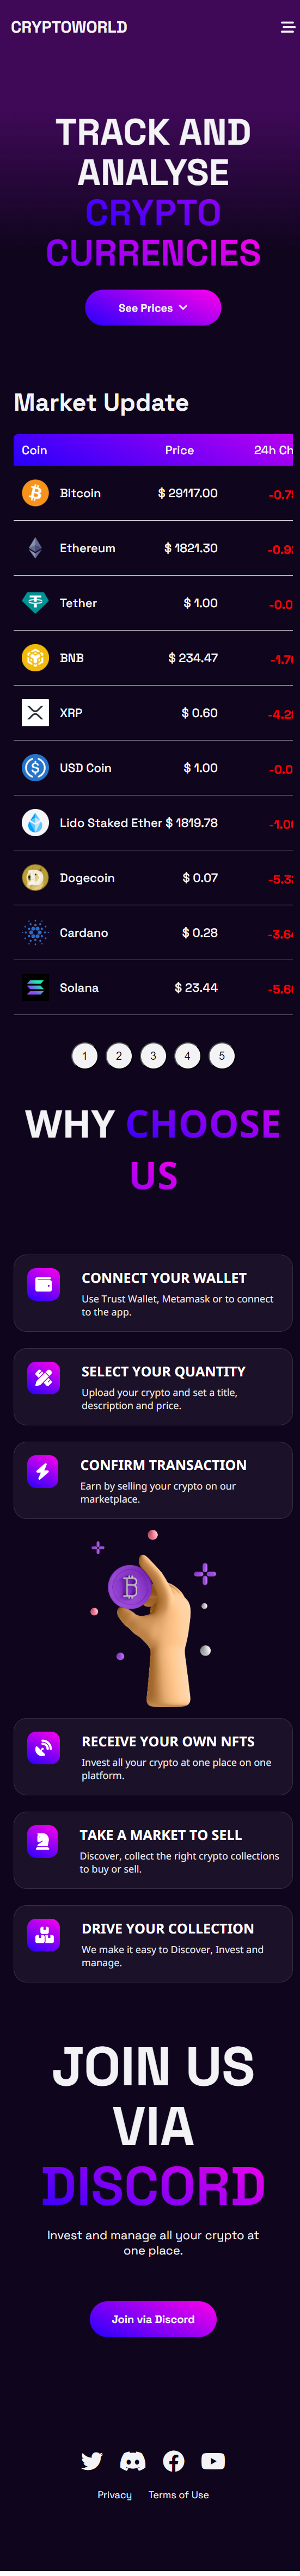 CRYPTOWORLD
TRACK AND
ANALYSE
CRYPTO
CURRENCIES
See Prices
Market Update
Coin Price 24h Ch
Bitcoin $ 29117.00 -0.7
Ethereum $ 1821.30 -0.9
Tether $ 1.00 -0.0
BNB $ 234.47 -1.7
XRP $ 0.60 -4.2
USD Coin $ 1.00 -0.0
Lido Staked Ether $ 1819.78 -1.0
Dogecoin $ 0.07 -5.3
Cardano $ 0.28 -3.6
Solana $ 23.44 -5.6
1 2 3 4 5
WHY CHOOSE
US
CONNECT YOUR WALLET
Use Trust Wallet, Metamask or to connect
to the app.
SELECT YOUR QUANTITY
Upload your crypto and set a title,
description and price.
CONFIRM TRANSACTION
Earn by selling your crypto on our
marketplace.
RECEIVE YOUR OWN NFTS
Invest all your crypto at one place on one
platform.
TAKE A MARKET TO SELL
Discover, collect the right crypto collections
to buy or sell.
DRIVE YOUR COLLECTION
We make it easy to Discover, Invest and
manage.
JOIN US
VIA
DISCORD
Invest and manage all your crypto at
one place.
Join via Discord
Privacy Terms of Use